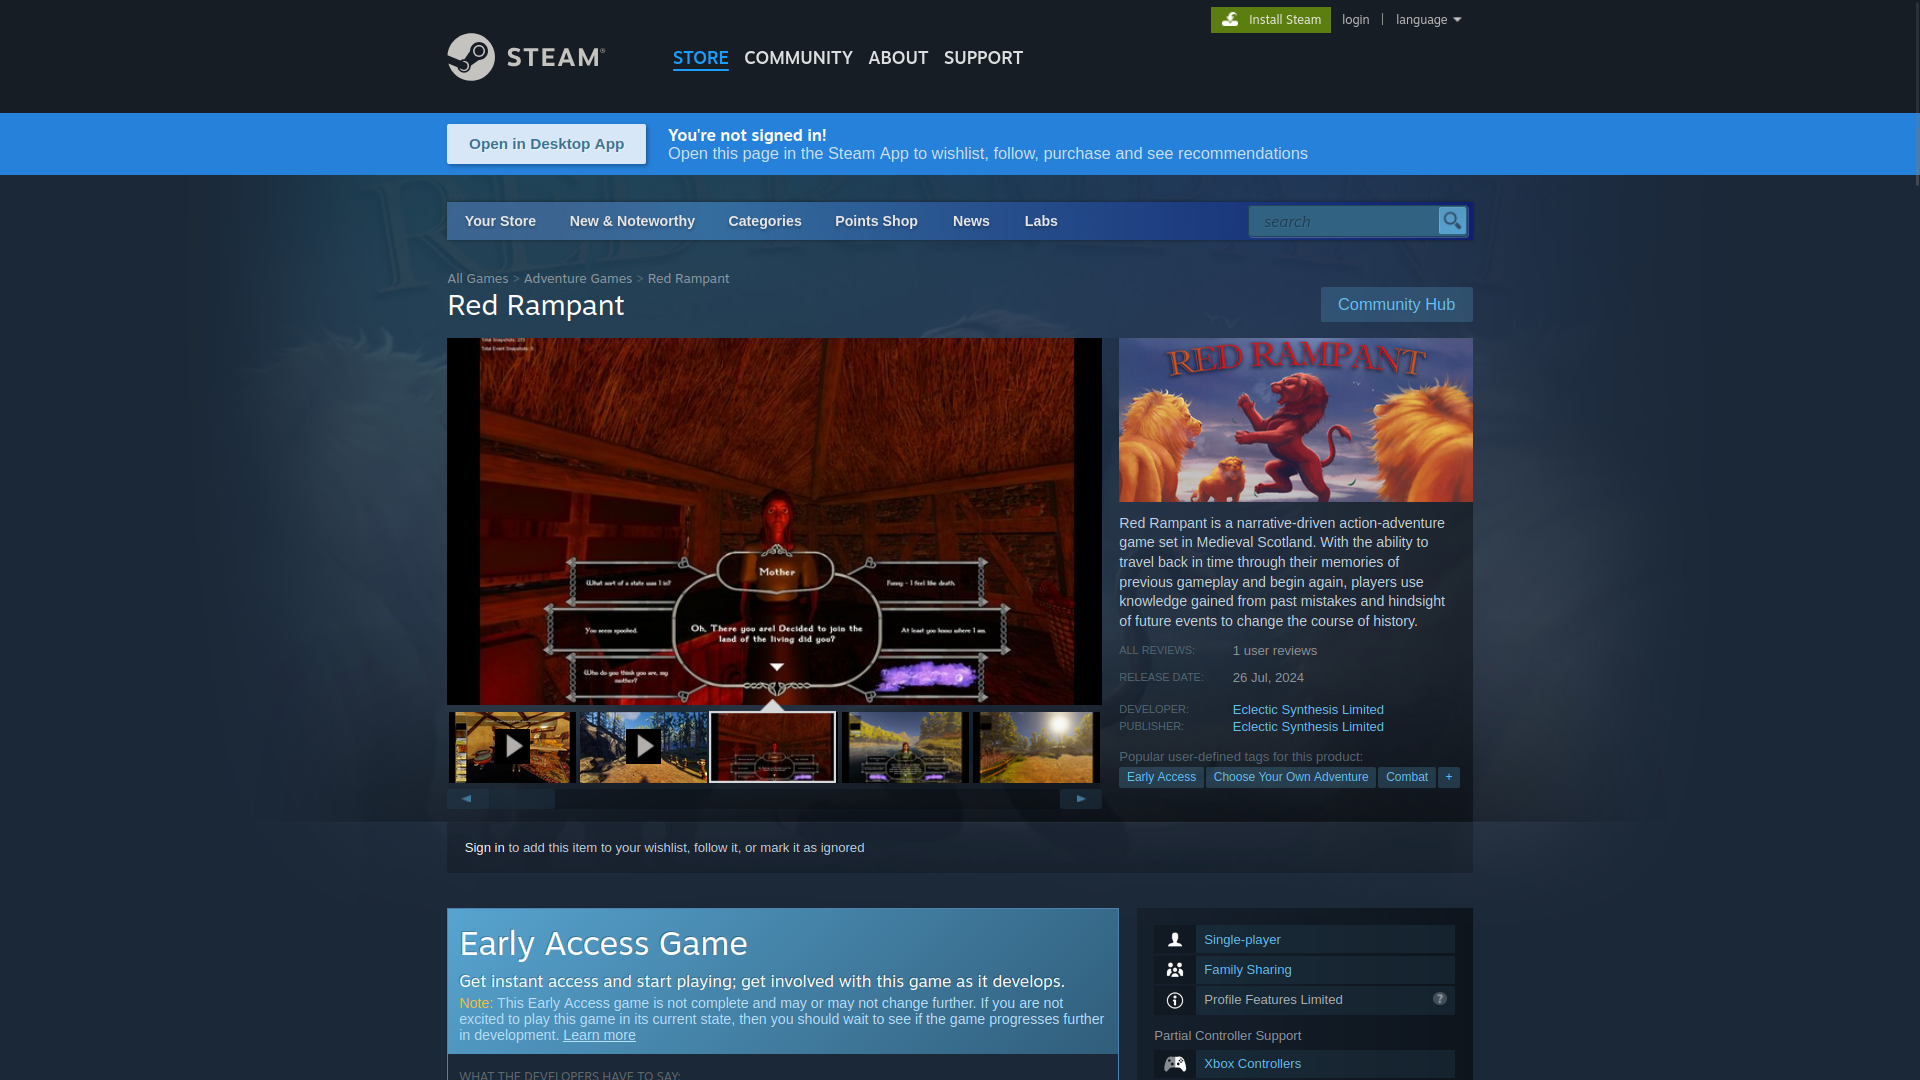 Install Steam
login
language
STEAM®
STORE
COMMUNITY
ABOUT
SUPPORT
Open in Desktop App
You're not signed in!
Open this page in the Steam App to wishlist, follow, purchase and see recommendations
Your Store
New & Noteworthy
Categories
Points Shop
News
Labs
search
All Games > Adventure Games > Red Rampant
Red Rampant
Community Hub
RED RAMPANT
Mother
What sort of a state was I in?
Funny - I feel like death.
You seem spooked.
Oh, There you are! Decided to join the
land of the living did you?
At least you know where I am.
Who do you think you are, my
mother?
Red Rampant is a narrative-driven action-adventure
game set in Medieval Scotland. With the ability to
travel back in time through their memories of
previous gameplay and begin again, players use
knowledge gained from past mistakes and hindsight
of future events to change the course of history.
ALL REVIEWS:
1 user reviews
RELEASE DATE:
26 Jul, 2024
DEVELOPER:
Eclectic Synthesis Limited
PUBLISHER:
Eclectic Synthesis Limited
Popular user-defined tags for this product:
Early Access
Choose Your Own Adventure
Combat
+
Sign in to add this item to your wishlist, follow it, or mark it as ignored
Early Access Game
Get instant access and start playing; get involved with this game as it develops.
Note: This Early Access game is not complete and may or may not change further. If you are not
excited to play this game in its current state, then you should wait to see if the game progresses further
in development. Learn more
WHAT THE DEVELOPERS HAVE TO SAY:
Single-player
Family Sharing
Profile Features Limited
?
Partial Controller Support
Xbox Controllers